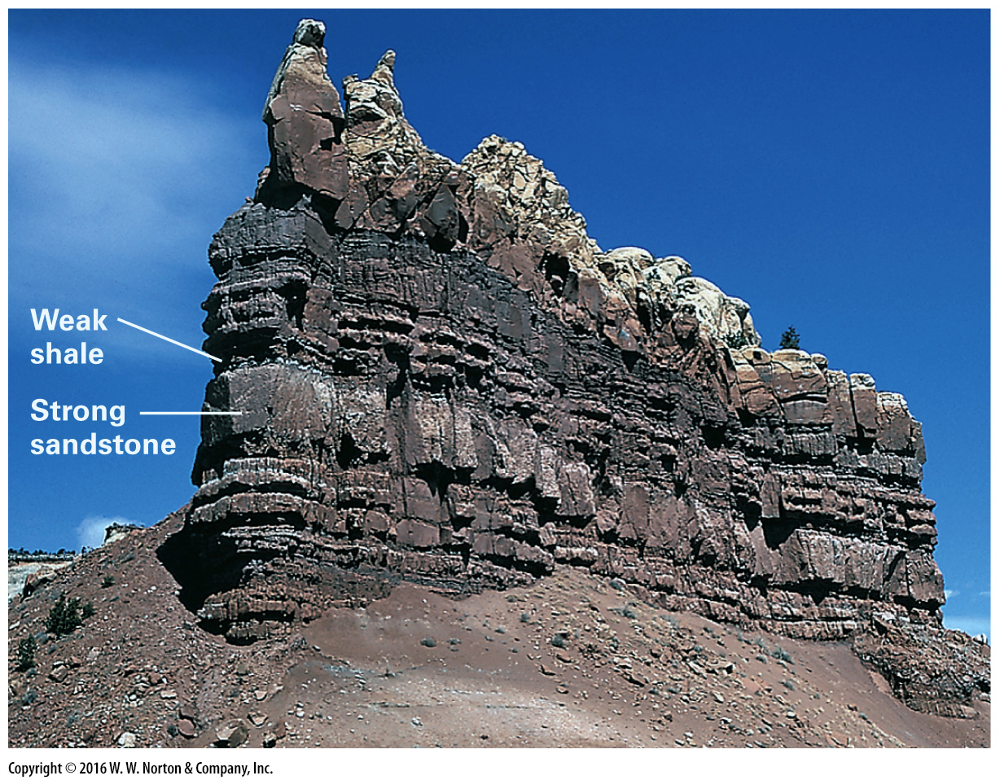 Weak
shale
Strong
sandstone
Copyright © 2016 W. W. Norton & Company, Inc.